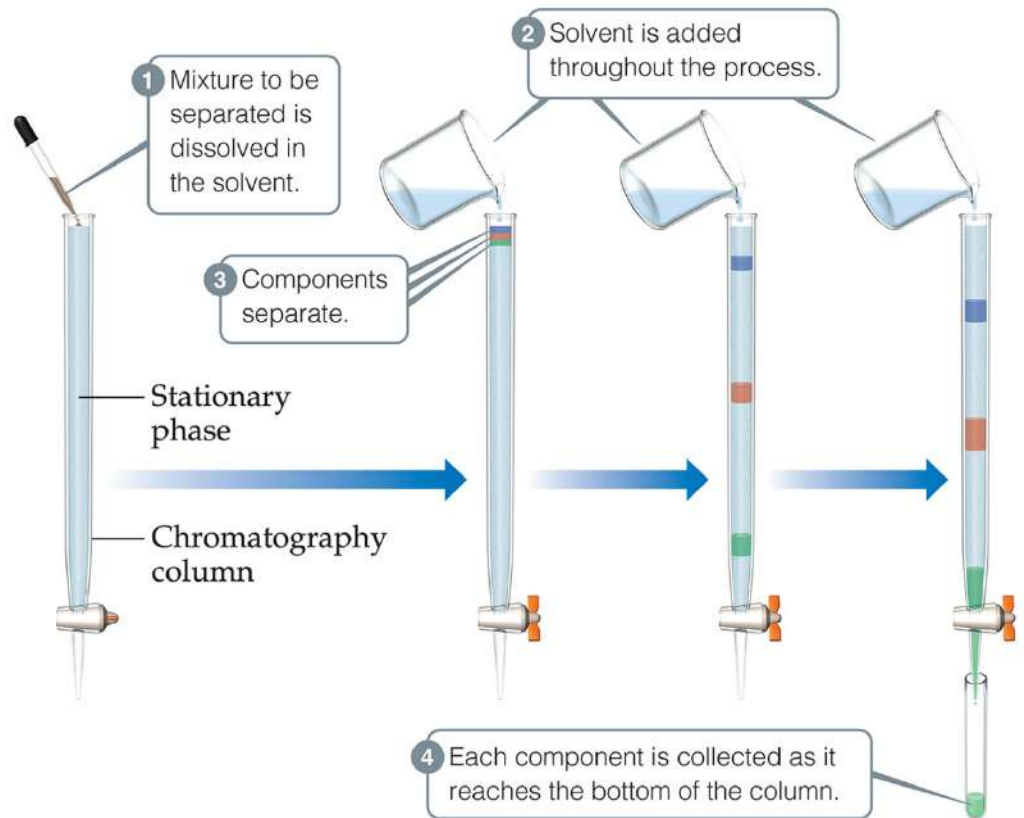 1 Mixture to be
separated is
dissolved in
the solvent.
2 Solvent is added
throughout the process.
3 Components
separate.
Stationary
phase
Chromatography
column
4 Each component is collected as it
reaches the bottom of the column.